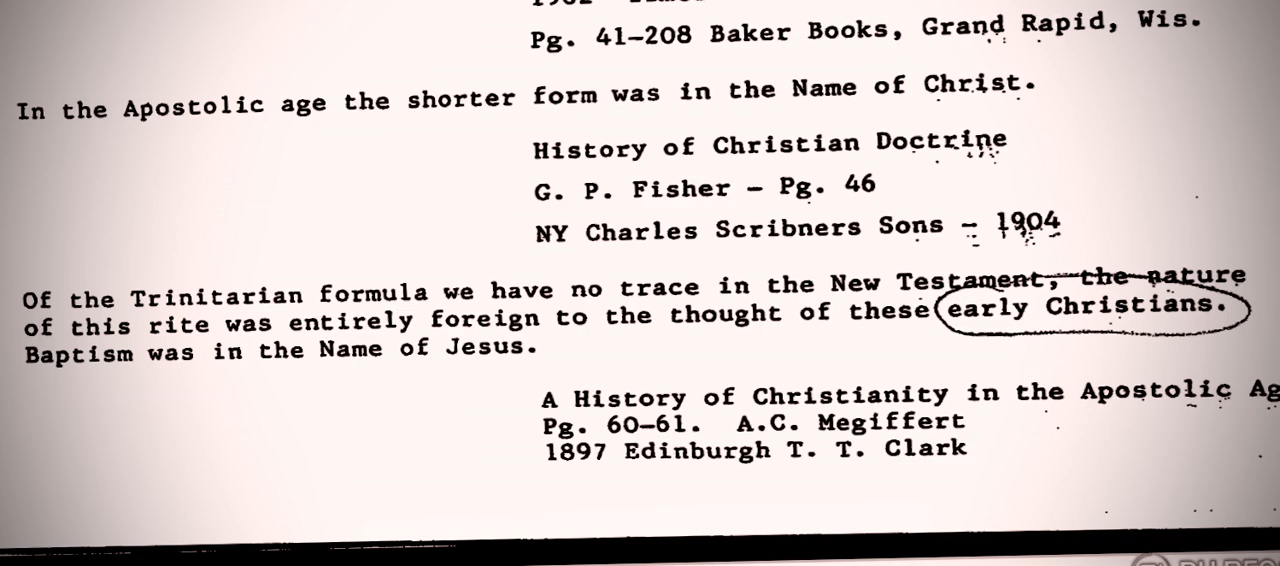 Pg. 41-208 Baker Books, Grand Rapid, Wis.
In the Apostolic age the shorter form was in the Name of Christ.
History of Christian Doctrine
G. P. Fisher - Pg. 46
NY Charles Scribners Sons - 1904
Of the Trinitarian formula we have no trace in the New Testament, the nature
of this rite was entirely foreign to the thought of these early Christians.
Baptism was in the Name of Jesus.
A History of Christianity in the Apostolic Ag
Pg. 60-61. A.C. Megiffert
1897 Edinburgh T. T. Clark